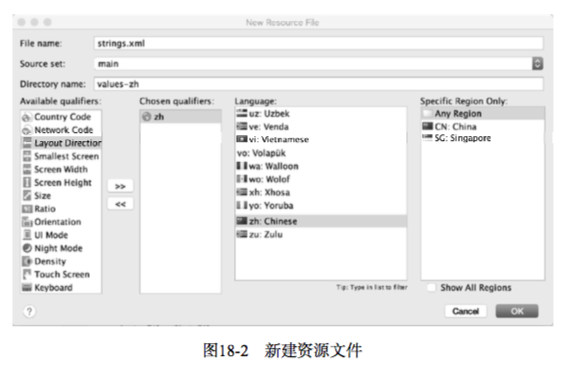 New Resource File
File name:
strings.xml
Source set:
main
Directory name:
values-zh
Available qualifiers:
Chosen qualifiers:
Language:
Specific Region Only:
Country Code
Network Code
Layout Direction
Smallest Screen
Screen Width
Screen Height
Size
Ratio
Orientation
UI Mode
Night Mode
Density
Touch Screen
Keyboard
>>
<<
zh
uz: Uzbek
ve: Venda
vi: Vietnamese
vo: Volapük
wa: Walloon
wo: Wolof
xh: Xhosa
yo: Yoruba
zh: Chinese
zu: Zulu
Any Region
CN: China
SG: Singapore
Tip: Type in list to filter
Show All Regions
?
Cancel
OK
图18-2 新建资源文件